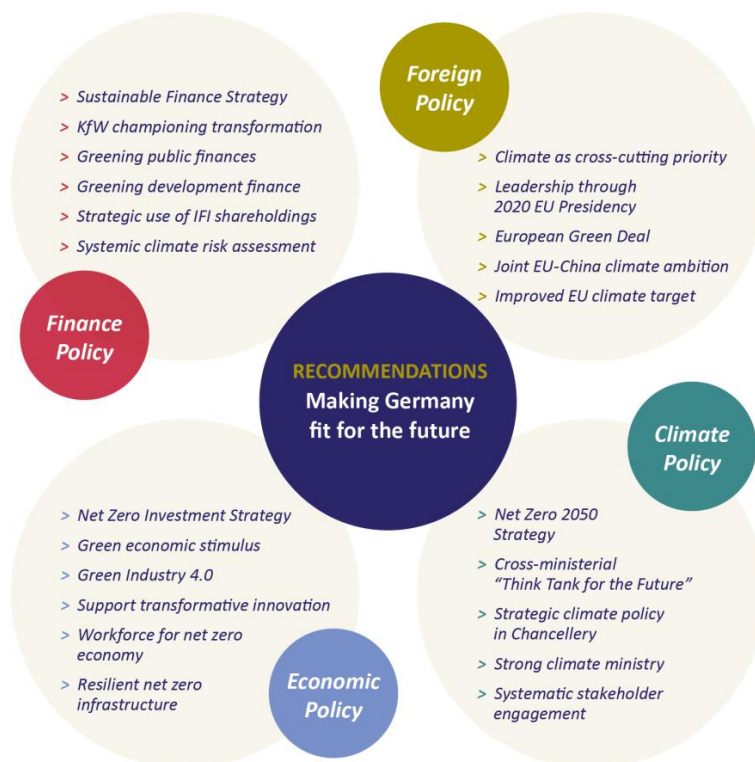 > Sustainable Finance Strategy
> KfW championing transformation
> Greening public finances
> Greening development finance
> Strategic use of IFI shareholdings
> Systemic climate risk assessment
Finance
Policy
Foreign
Policy
> Climate as cross-cutting priority
> Leadership through
2020 EU Presidency
> European Green Deal
> Joint EU-China climate ambition
> Improved EU climate target
RECOMMENDATIONS
Making Germany
fit for the future
> Net Zero Investment Strategy
> Green economic stimulus
> Green Industry 4.0
> Support transformative innovation
> Workforce for net zero
economy
> Resilient net zero
infrastructure
Economic
Policy
Climate
Policy
> Net Zero 2050
Strategy
> Cross-ministerial
“Think Tank for the Future”
> Strategic climate policy
in Chancellery
> Strong climate ministry
> Systematic stakeholder
engagement